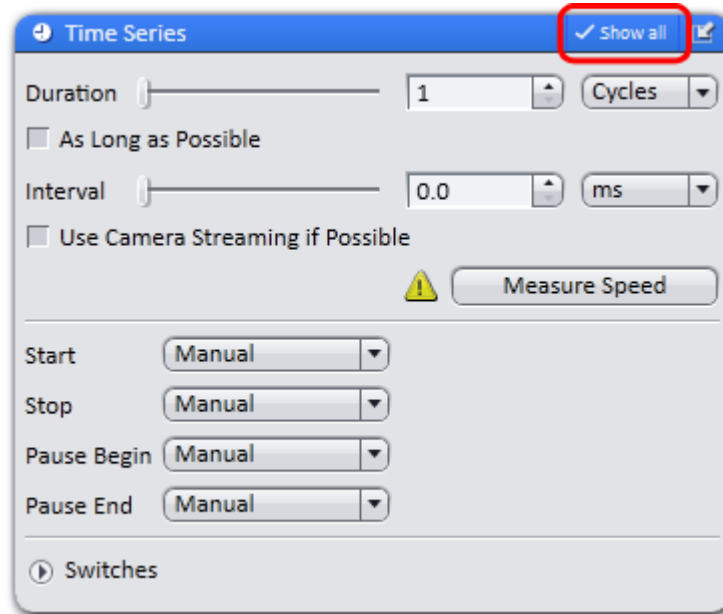 Time Series Show all
Duration 1 Cycles
As Long as Possible
Interval 0.0 ms
Use Camera Streaming if Possible
Measure Speed
Start Manual
Stop Manual
Pause Begin Manual
Pause End Manual
Switches